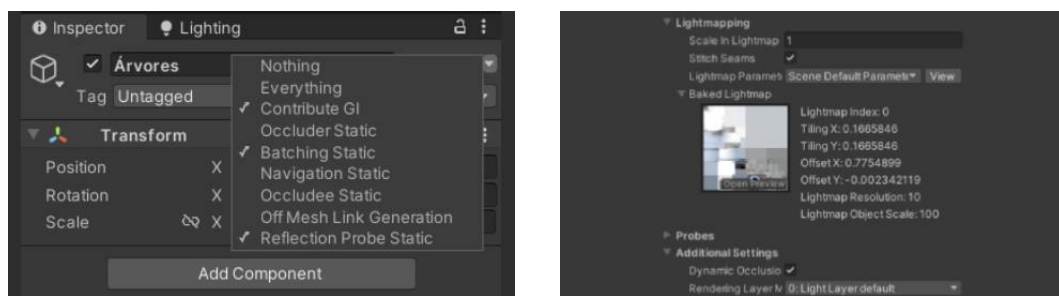 Inspector Lighting
Árvores
Tag Untagged
Nothing
Everything
Contribute GI
Occluder Static
Batching Static
Navigation Static
Occludee Static
Off Mesh Link Generation
Reflection Probe Static
Transform
Position X
Rotation X
Scale X
Add Component
Lightmapping
Scale In Lightmap 1
Stitch Seams
Lightmap Paramet Scene Default Paramete View
Baked Lightmap
Open Preview
Lightmap Index: 0
Tiling X: 0.1665846
Tiling Y: 0.1665846
Offset X: 0.7754899
Offset Y: -0.002342119
Lightmap Resolution: 10
Lightmap Object Scale: 100
Probes
Additional Settings
Dynamic Occlusio
Rendering Layer M 0: Light Layer default